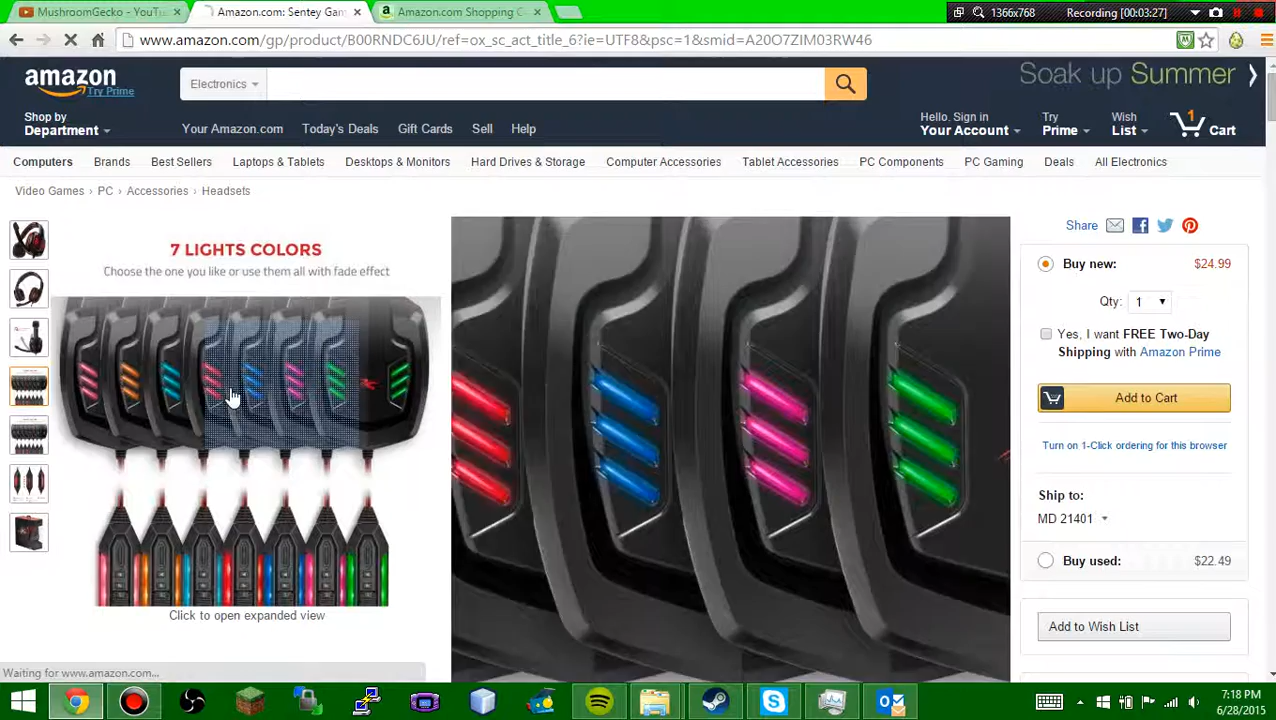 MushroomGecko - YouTu
Amazon.com: Sentey Gam
Amazon.com Shopping C
1366x768
Recording [00:03:27]
www.amazon.com/gp/product/B00RNDC6JU/ref=ox_sc_act_title_6?ie=UTF8&psc=1&smid=A20O7ZIM03RW46
amazon
Try Prime
Electronics
Soak up Summer
Shop by
Department
Your Amazon.com
Today's Deals
Gift Cards
Sell
Help
Hello. Sign in
Your Account
Try
Prime
Wish
List
1
Cart
Computers
Brands
Best Sellers
Laptops & Tablets
Desktops & Monitors
Hard Drives & Storage
Computer Accessories
Tablet Accessories
PC Components
PC Gaming
Deals
All Electronics
Video Games › PC › Accessories › Headsets
7 LIGHTS COLORS
Choose the one you like or use them all with fade effect
Click to open expanded view
Share
Buy new:
$24.99
Qty: 1
Yes, I want FREE Two-Day
Shipping with Amazon Prime
Add to Cart
Turn on 1-Click ordering for this browser
Ship to:
MD 21401
Buy used:
$22.49
Add to Wish List
Waiting for www.amazon.com...
7:18 PM
6/28/2015